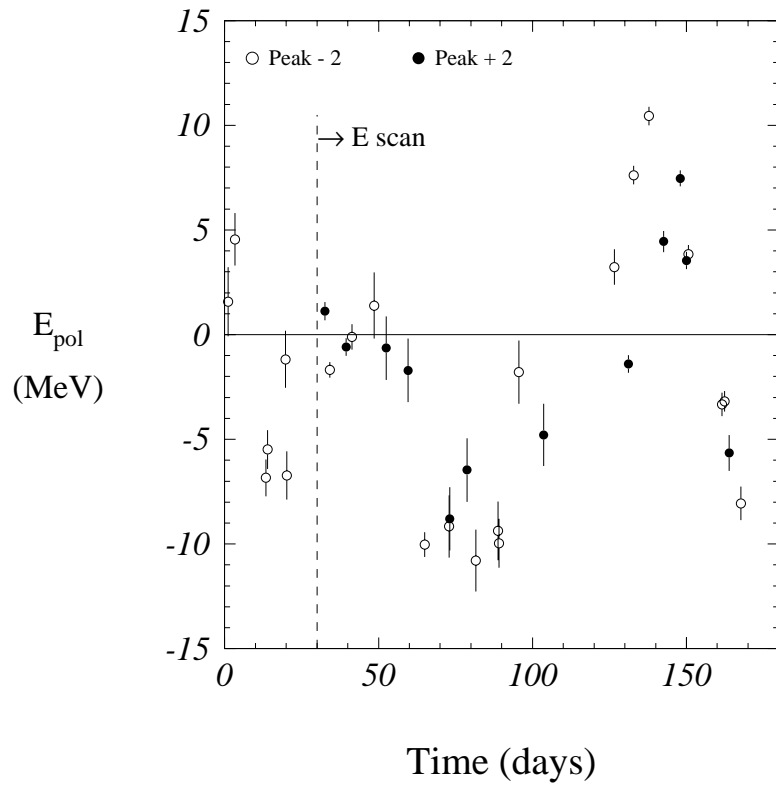 15
Peak - 2
Peak + 2
10
→ E scan
5
E_pol
(MeV)
0
-5
-10
-15
0 50 100 150
Time (days)